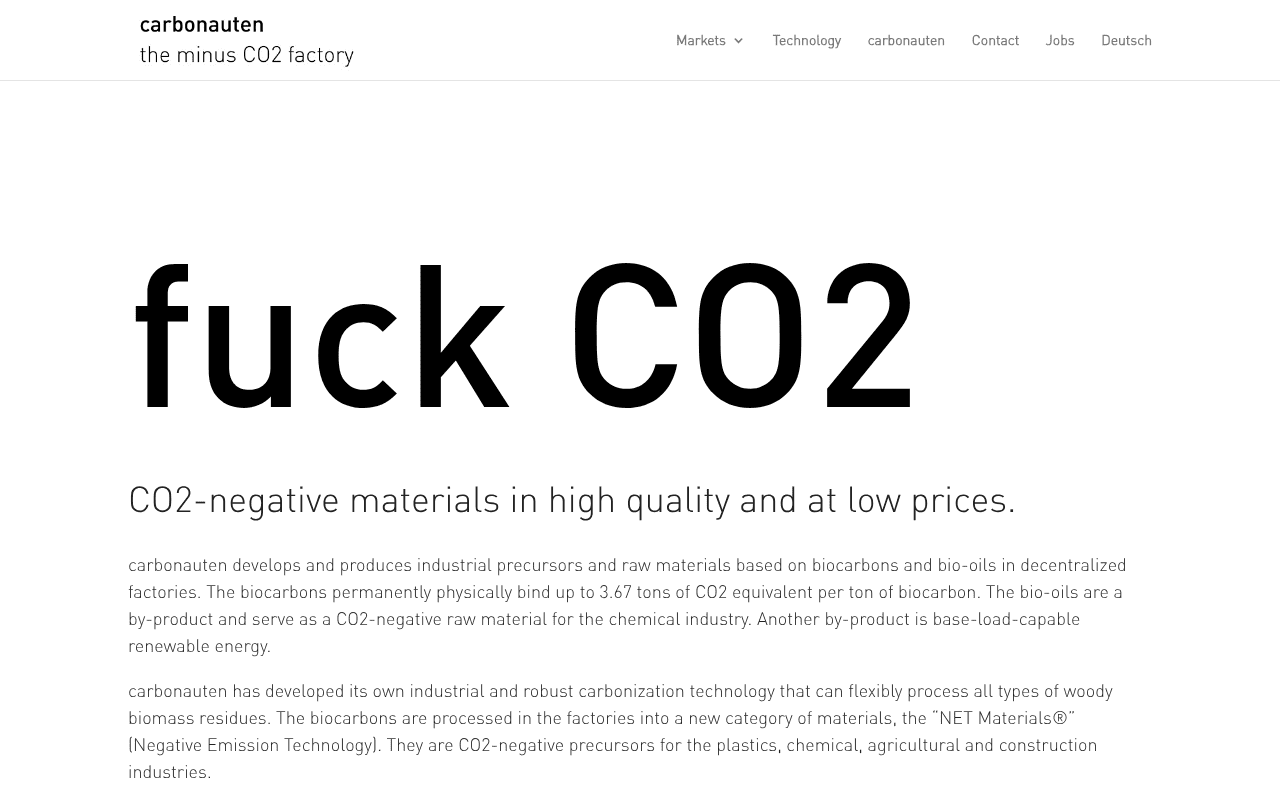 carbonauten
the minus CO2 factory
Markets Technology carbonauten Contact Jobs Deutsch
fuck CO2
CO2-negative materials in high quality and at low prices.
carbonauten develops and produces industrial precursors and raw materials based on biocarbons and bio-oils in decentralized
factories. The biocarbons permanently physically bind up to 3.67 tons of CO2 equivalent per ton of biocarbon. The bio-oils are a
by-product and serve as a CO2-negative raw material for the chemical industry. Another by-product is base-load-capable
renewable energy.
carbonauten has developed its own industrial and robust carbonization technology that can flexibly process all types of woody
biomass residues. The biocarbons are processed in the factories into a new category of materials, the “NET Materials®“
(Negative Emission Technology). They are CO2-negative precursors for the plastics, chemical, agricultural and construction
industries.